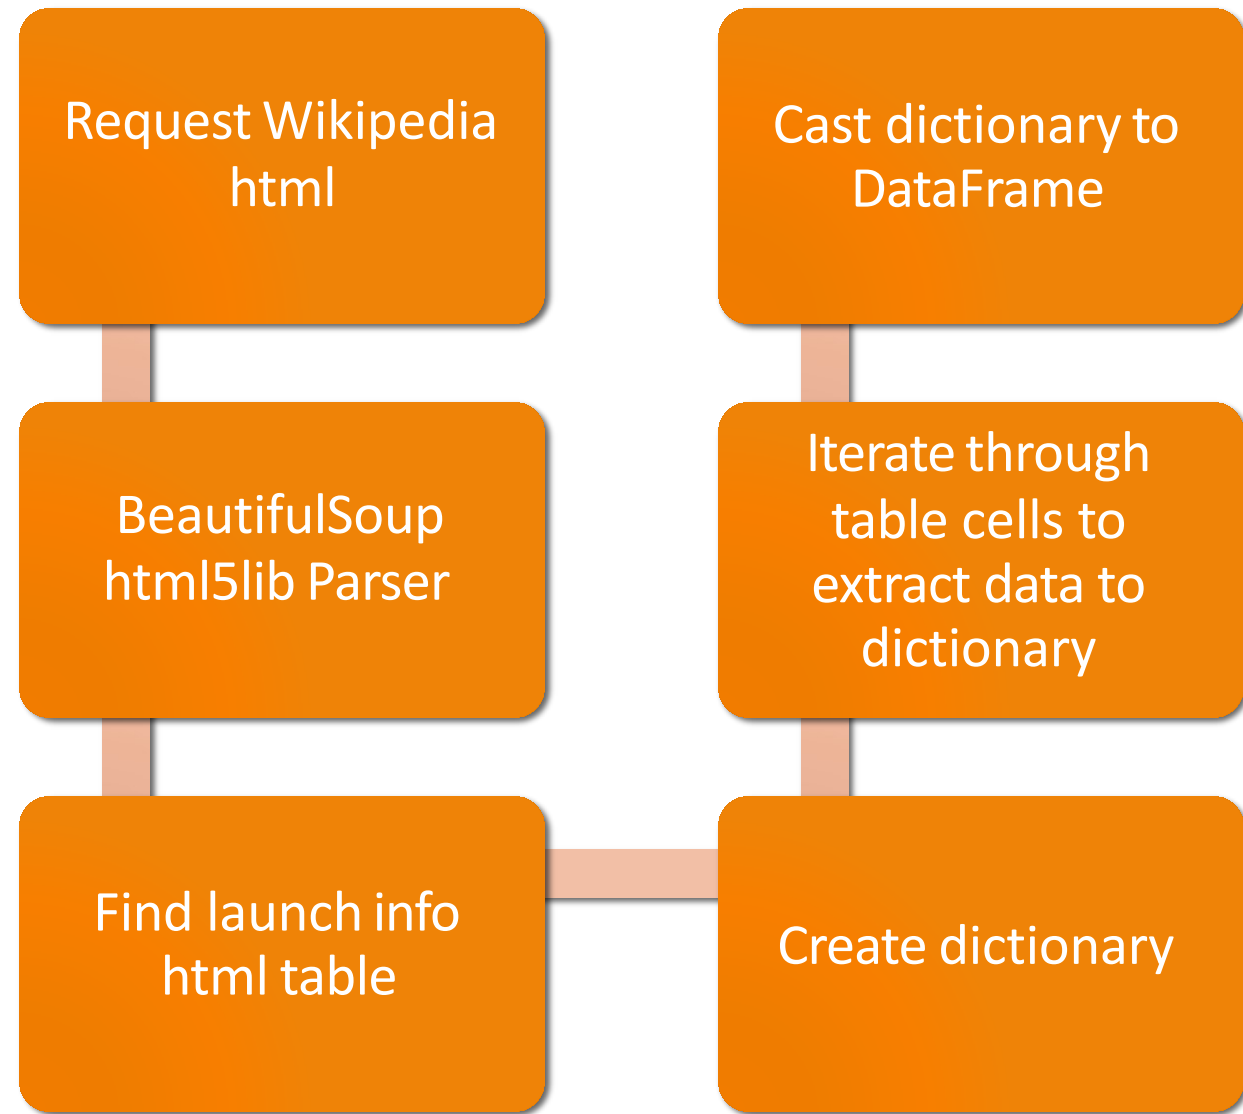 Request Wikipedia
html
BeautifulSoup
html5lib Parser
Find launch info
html table
Create dictionary
Iterate through
table cells to
extract data to
dictionary
Cast dictionary to
DataFrame